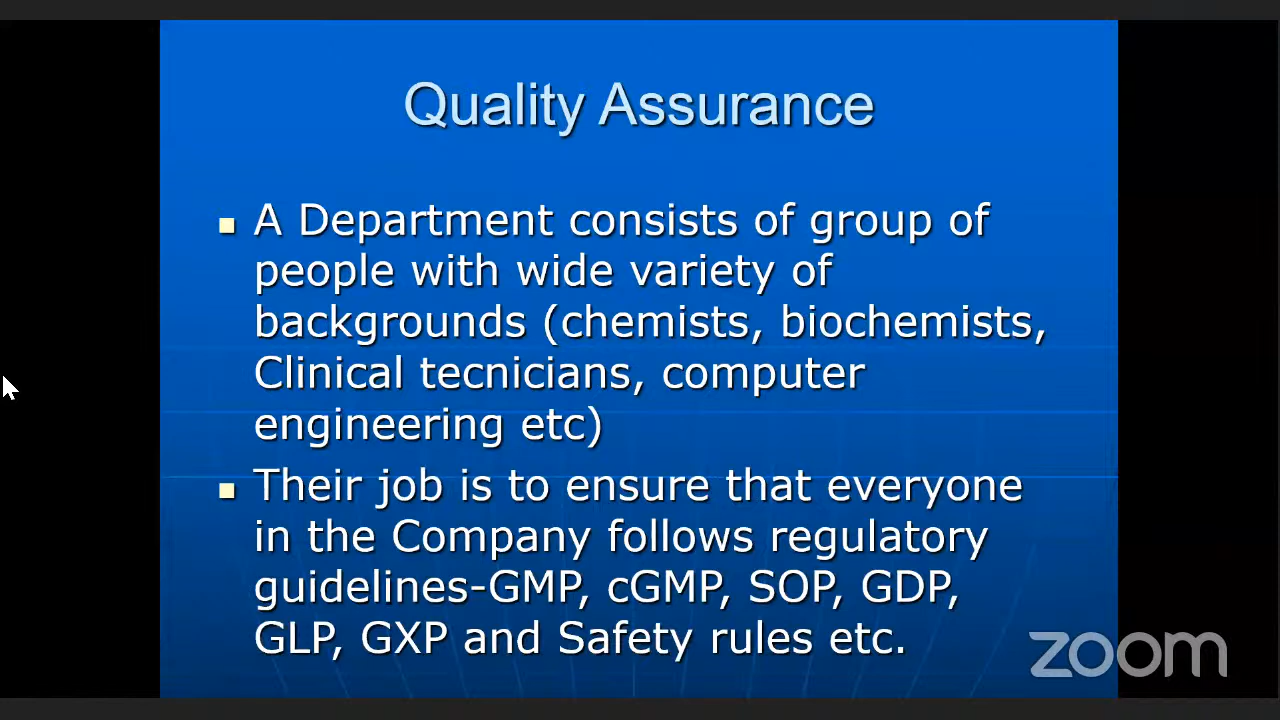 Quality Assurance
A Department consists of group of
people with wide variety of
backgrounds (chemists, biochemists,
Clinical tecnicians, computer
engineering etc)
Their job is to ensure that everyone
in the Company follows regulatory
guidelines-GMP, cGMP, SOP, GDP,
GLP, GXP and Safety rules etc.
zoom